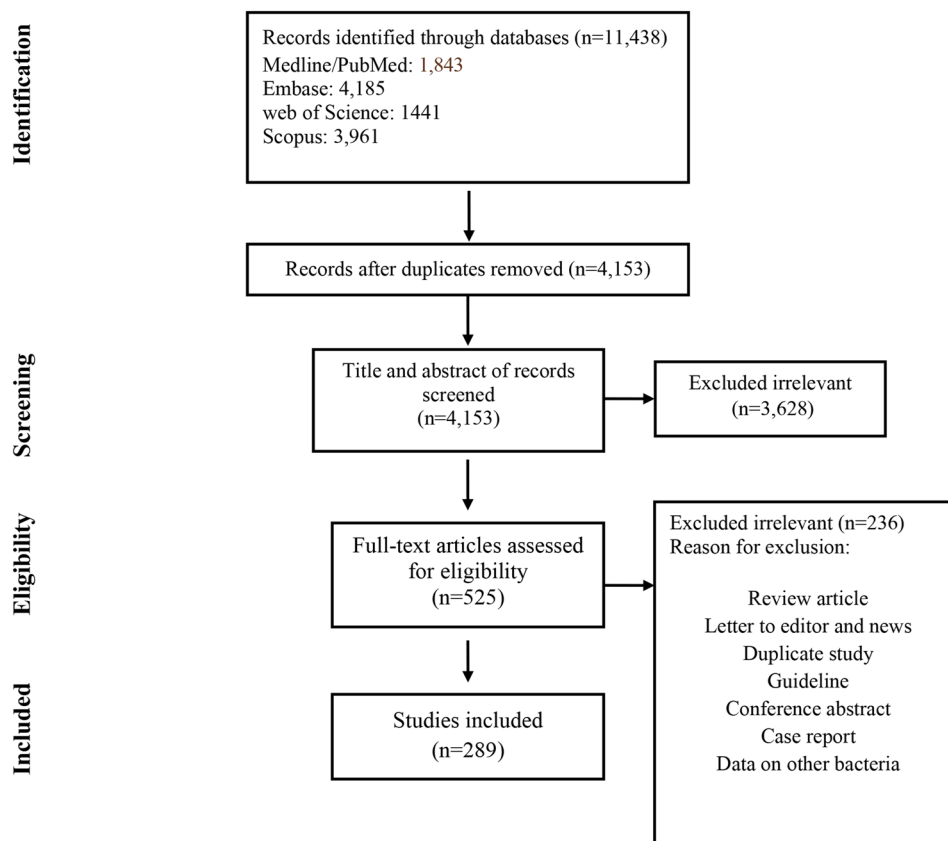 Identification
Records identified through databases (n=11,438)
Medline/PubMed: 1,843
Embase: 4,185
web of Science: 1441
Scopus: 3,961
Records after duplicates removed (n=4,153)
Screening
Title and abstract of records
screened
(n=4,153)
Excluded irrelevant
(n=3,628)
Eligibility
Full-text articles assessed
for eligibility
(n=525)
Excluded irrelevant (n=236)
Reason for exclusion:
Review article
Letter to editor and news
Duplicate study
Guideline
Conference abstract
Case report
Data on other bacteria
Included
Studies included
(n=289)